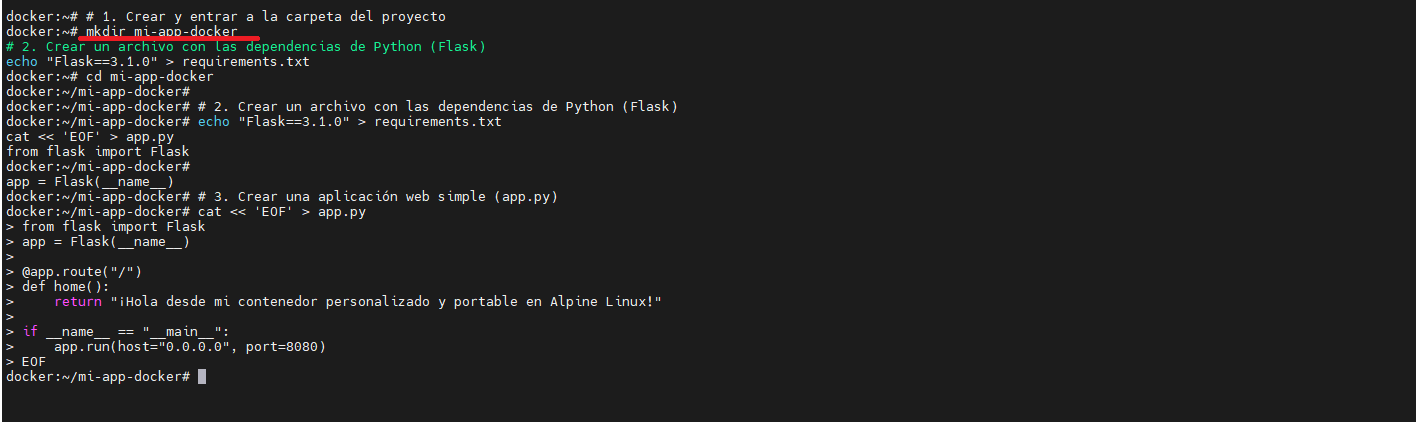 docker:~# # 1. Crear y entrar a la carpeta del proyecto
docker:~# mkdir mi-app-docker
# 2. Crear un archivo con las dependencias de Python (Flask)
echo "Flask==3.1.0" > requirements.txt
docker:~# cd mi-app-docker
docker:~/mi-app-docker#
docker:~/mi-app-docker# # 2. Crear un archivo con las dependencias de Python (Flask)
docker:~/mi-app-docker# echo "Flask==3.1.0" > requirements.txt
cat << 'EOF' > app.py
from flask import Flask
docker:~/mi-app-docker#
app = Flask(__name__)
docker:~/mi-app-docker# # 3. Crear una aplicación web simple (app.py)
docker:~/mi-app-docker# cat << 'EOF' > app.py
> from flask import Flask
> app = Flask(__name__)
>
> @app.route("/")
> def home():
>     return "¡Hola desde mi contenedor personalizado y portable en Alpine Linux!"
>
> if __name__ == "__main__":
>     app.run(host="0.0.0.0", port=8080)
> EOF
docker:~/mi-app-docker#